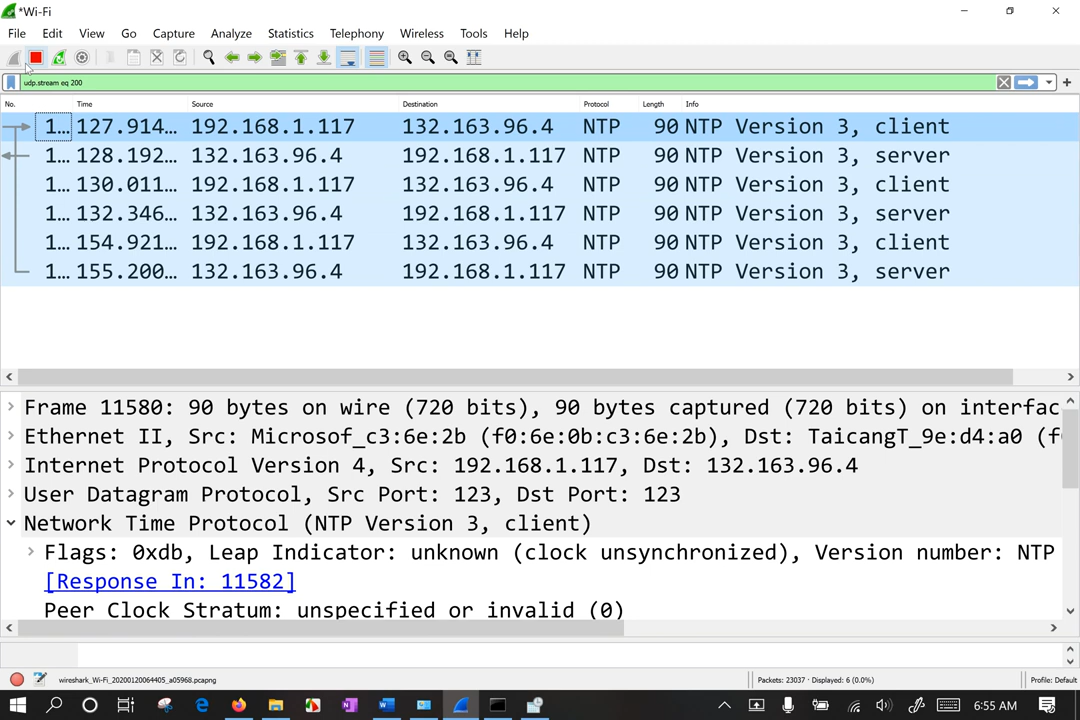 *Wi-Fi
File Edit View Go Capture Analyze Statistics Telephony Wireless Tools Help
udp.stream eq 200
No. Time Source Destination Protocol Length Info
1... 127.914... 192.168.1.117 132.163.96.4 NTP 90 NTP Version 3, client
1... 128.192... 132.163.96.4 192.168.1.117 NTP 90 NTP Version 3, server
1... 130.011... 192.168.1.117 132.163.96.4 NTP 90 NTP Version 3, client
1... 132.346... 132.163.96.4 192.168.1.117 NTP 90 NTP Version 3, server
1... 154.921... 192.168.1.117 132.163.96.4 NTP 90 NTP Version 3, client
1... 155.200... 132.163.96.4 192.168.1.117 NTP 90 NTP Version 3, server
Frame 11580: 90 bytes on wire (720 bits), 90 bytes captured (720 bits) on interfac
Ethernet II, Src: Microsof_c3:6e:2b (f0:6e:0b:c3:6e:2b), Dst: TaicangT_9e:d4:a0 (f
Internet Protocol Version 4, Src: 192.168.1.117, Dst: 132.163.96.4
User Datagram Protocol, Src Port: 123, Dst Port: 123
Network Time Protocol (NTP Version 3, client)
Flags: 0xdb, Leap Indicator: unknown (clock unsynchronized), Version number: NTP
[Response In: 11582]
Peer Clock Stratum: unspecified or invalid (0)
wireshark_Wi-Fi_20200120064405_a05968.pcapng Packets: 23037 · Displayed: 6 (0.0%) Profile: Default
6:55 AM